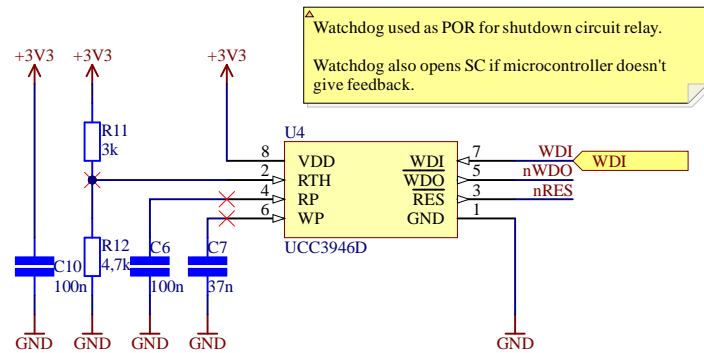 Watchdog used as POR for shutdown circuit relay.
Watchdog also opens SC if microcontroller doesn't
give feedback.
+3V3
+3V3
+3V3
R11
3k
U4
8
VDD
WDI
7
WDI
WDI
2
RTH
WDO
5
nWDO
4
RP
RES
3
nRES
6
WP
GND
1
UCC3946D
C10
100n
R12
4,7k
C6
100n
C7
37n
GND
GND
GND
GND
GND